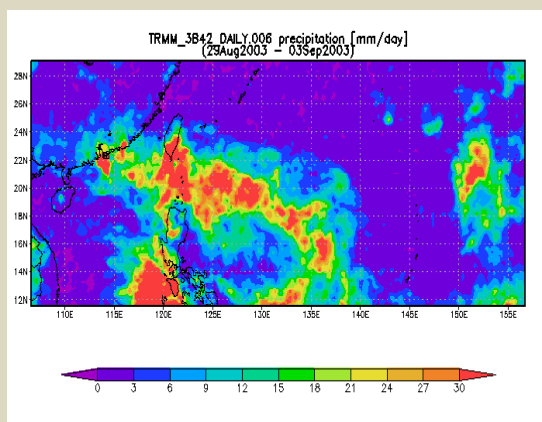 TRMM_3B42_DAILY.006 precipitation [mm/day]
(29Aug2003 - 03Sep2003)
28N
26N
24N
22N
20N
18N
16N
14N
12N
110E 115E 120E 125E 130E 135E 140E 145E 150E 155E
0 3 6 9 12 15 18 21 24 27 30